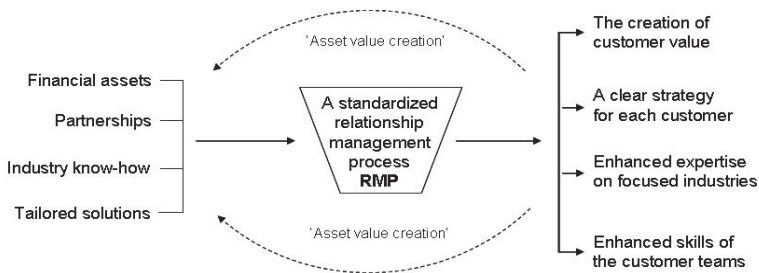 'Asset value creation'
Financial assets
Partnerships
Industry know-how
Tailored solutions
A standardized
relationship
management
process
RMP
The creation of
customer value
A clear strategy
for each customer
Enhanced expertise
on focused industries
Enhanced skills of
the customer teams
'Asset value creation'